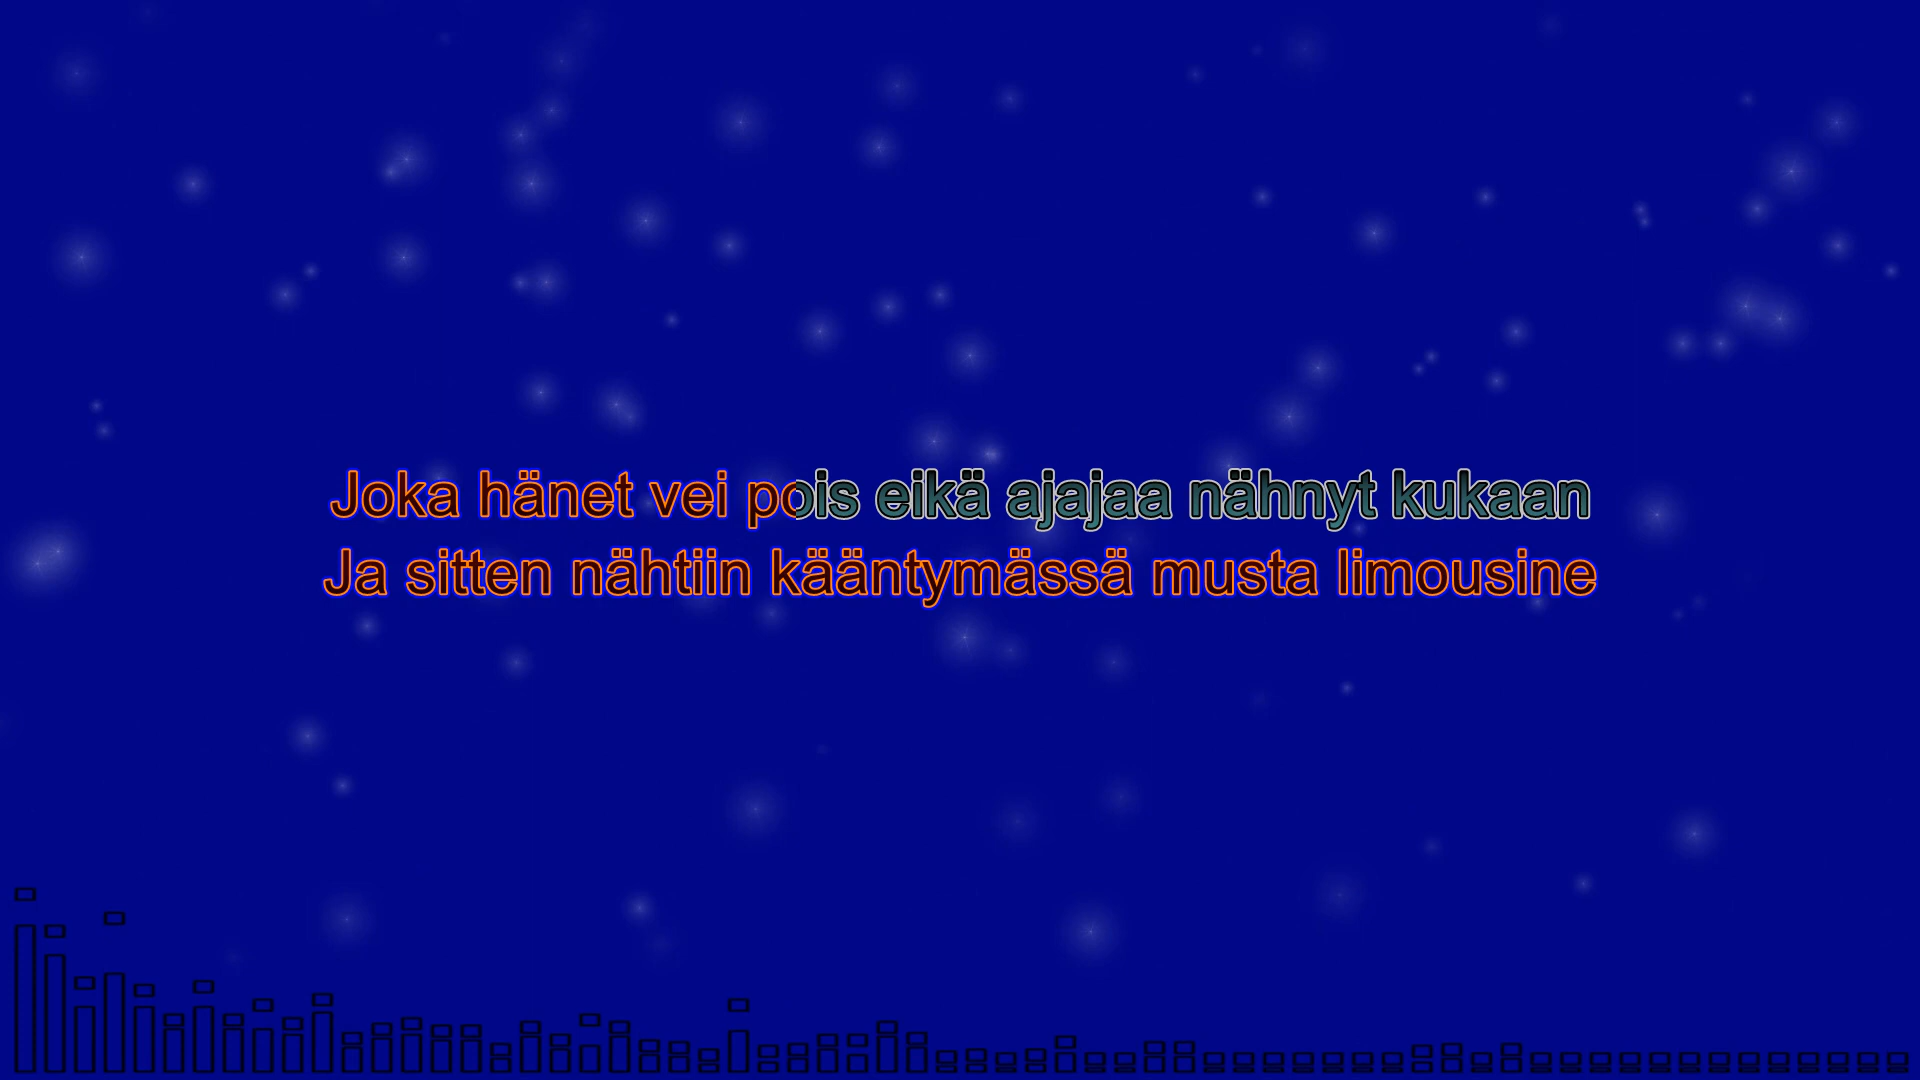 Joka hänet vei pois eikä ajajaa nähnyt kukaan
Ja sitten nähtiin kääntymässä musta limousine